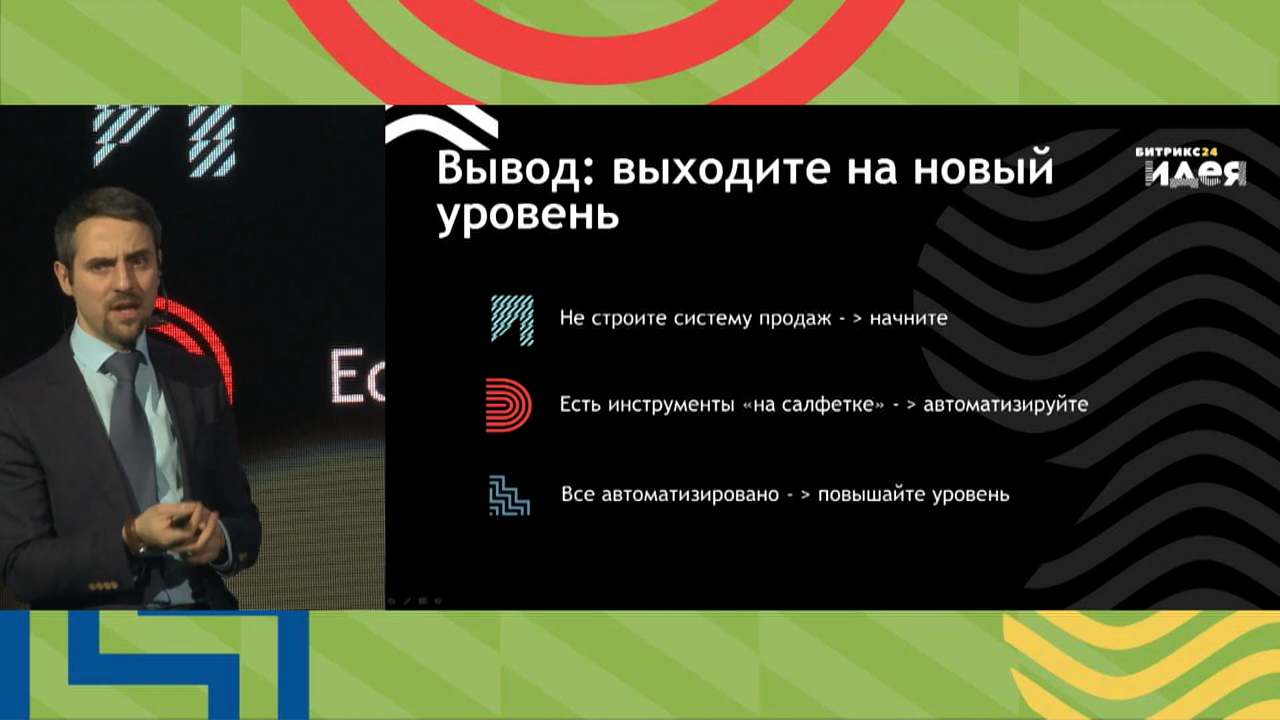 Вывод: выходите на новый
уровень
БИТРИКС24
идея
Не строите систему продаж - > начните
Есть инструменты «на салфетке» - > автоматизируйте
Все автоматизировано - > повышайте уровень
Ес